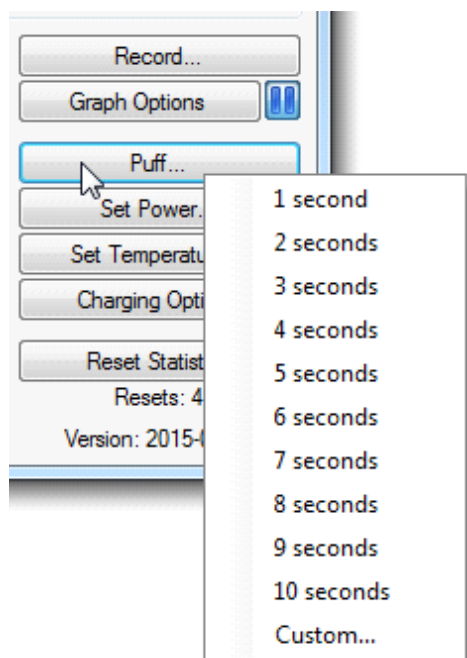 Record...
Graph Options
Puff...
Set Power.
Set Temperatu
Charging Opti
Reset Statist
Resets: 4
Version: 2015-0
1 second
2 seconds
3 seconds
4 seconds
5 seconds
6 seconds
7 seconds
8 seconds
9 seconds
10 seconds
Custom...